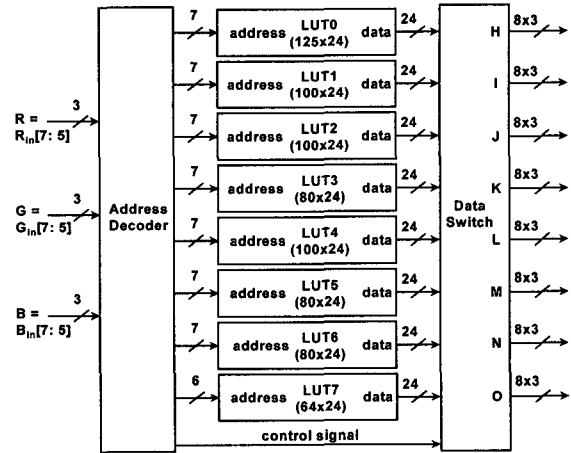 7 address LUT0 (125x24) data 24 H 8x3
7 address LUT1 (100x24) data 24 I 8x3
R = R_in[7: 5] 3
7 address LUT2 (100x24) data 24 J 8x3
7 address LUT3 (80x24) data 24 K 8x3
G = G_in[7: 5] 3
Address Decoder
Data Switch
7 address LUT4 (100x24) data 24 L 8x3
7 address LUT5 (80x24) data 24 M 8x3
B = B_in[7: 5] 3
7 address LUT6 (80x24) data 24 N 8x3
6 address LUT7 (64x24) data 24 O 8x3
control signal